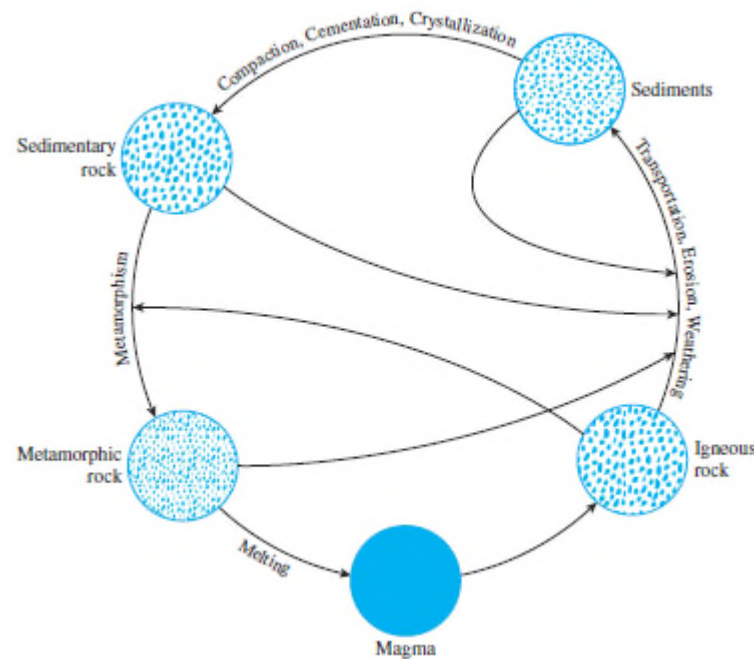 Compaction, Cementation, Crystallization
Sediments
Sedimentary
rock
Transportation, Erosion, Weathering
Metamorphism
Metamorphic
rock
Igneous
rock
Melting
Magma